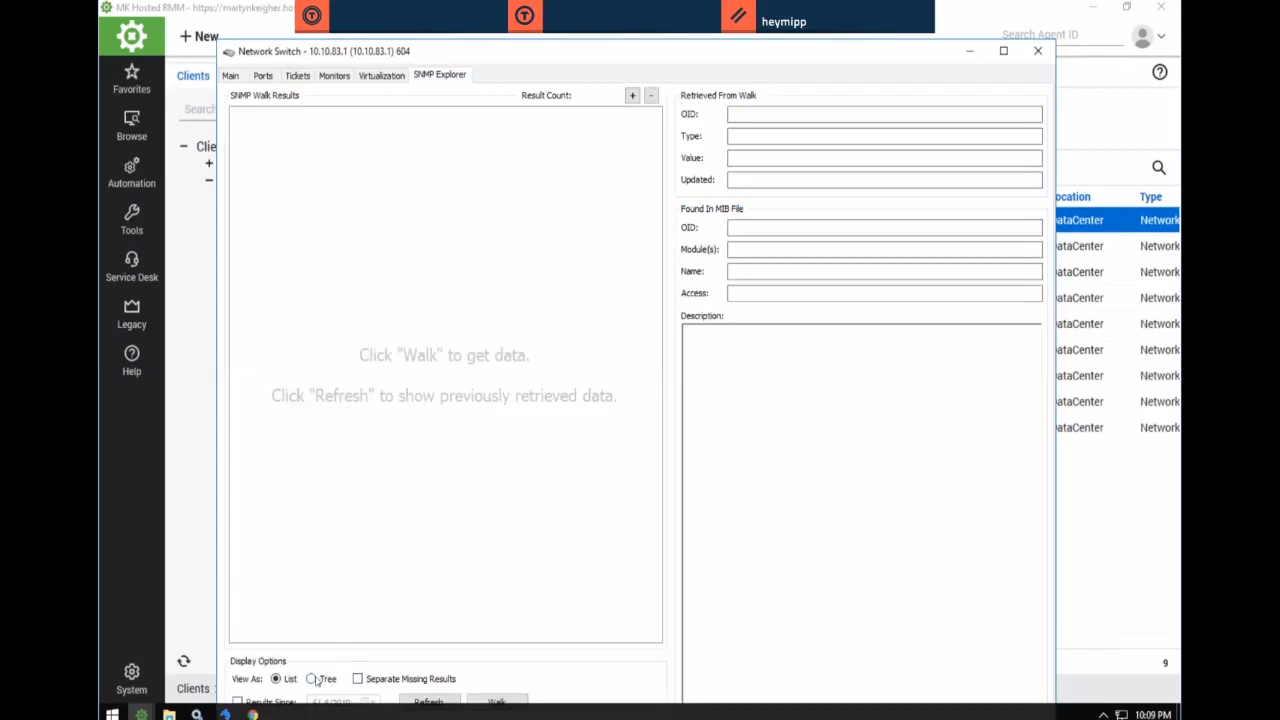 MK Hosted RMM - https://martynkeigher.ho
heymipp
+ New
Search Agent ID
Network Switch - 10.10.83.1 (10.10.83.1) 604
Favorites
Browse
Automation
Tools
Service Desk
Legacy
Help
System
Clients
Search
Clie
Main Ports Tickets Monitors Virtualization SNMP Explorer
SNMP Walk Results Result Count: + -
Click "Walk" to get data.
Click "Refresh" to show previously retrieved data.
Retrieved From Walk
OID:
Type:
Value:
Updated:
Found In MIB File
OID:
Module(s):
Name:
Access:
Description:
ocation Type
ataCenter Network
ataCenter Network
ataCenter Network
ataCenter Network
ataCenter Network
ataCenter Network
ataCenter Network
ataCenter Network
ataCenter Network
9
Display Options
View As: List Tree Separate Missing Results
Results Since: Refresh Walk
Clients
10:09 PM